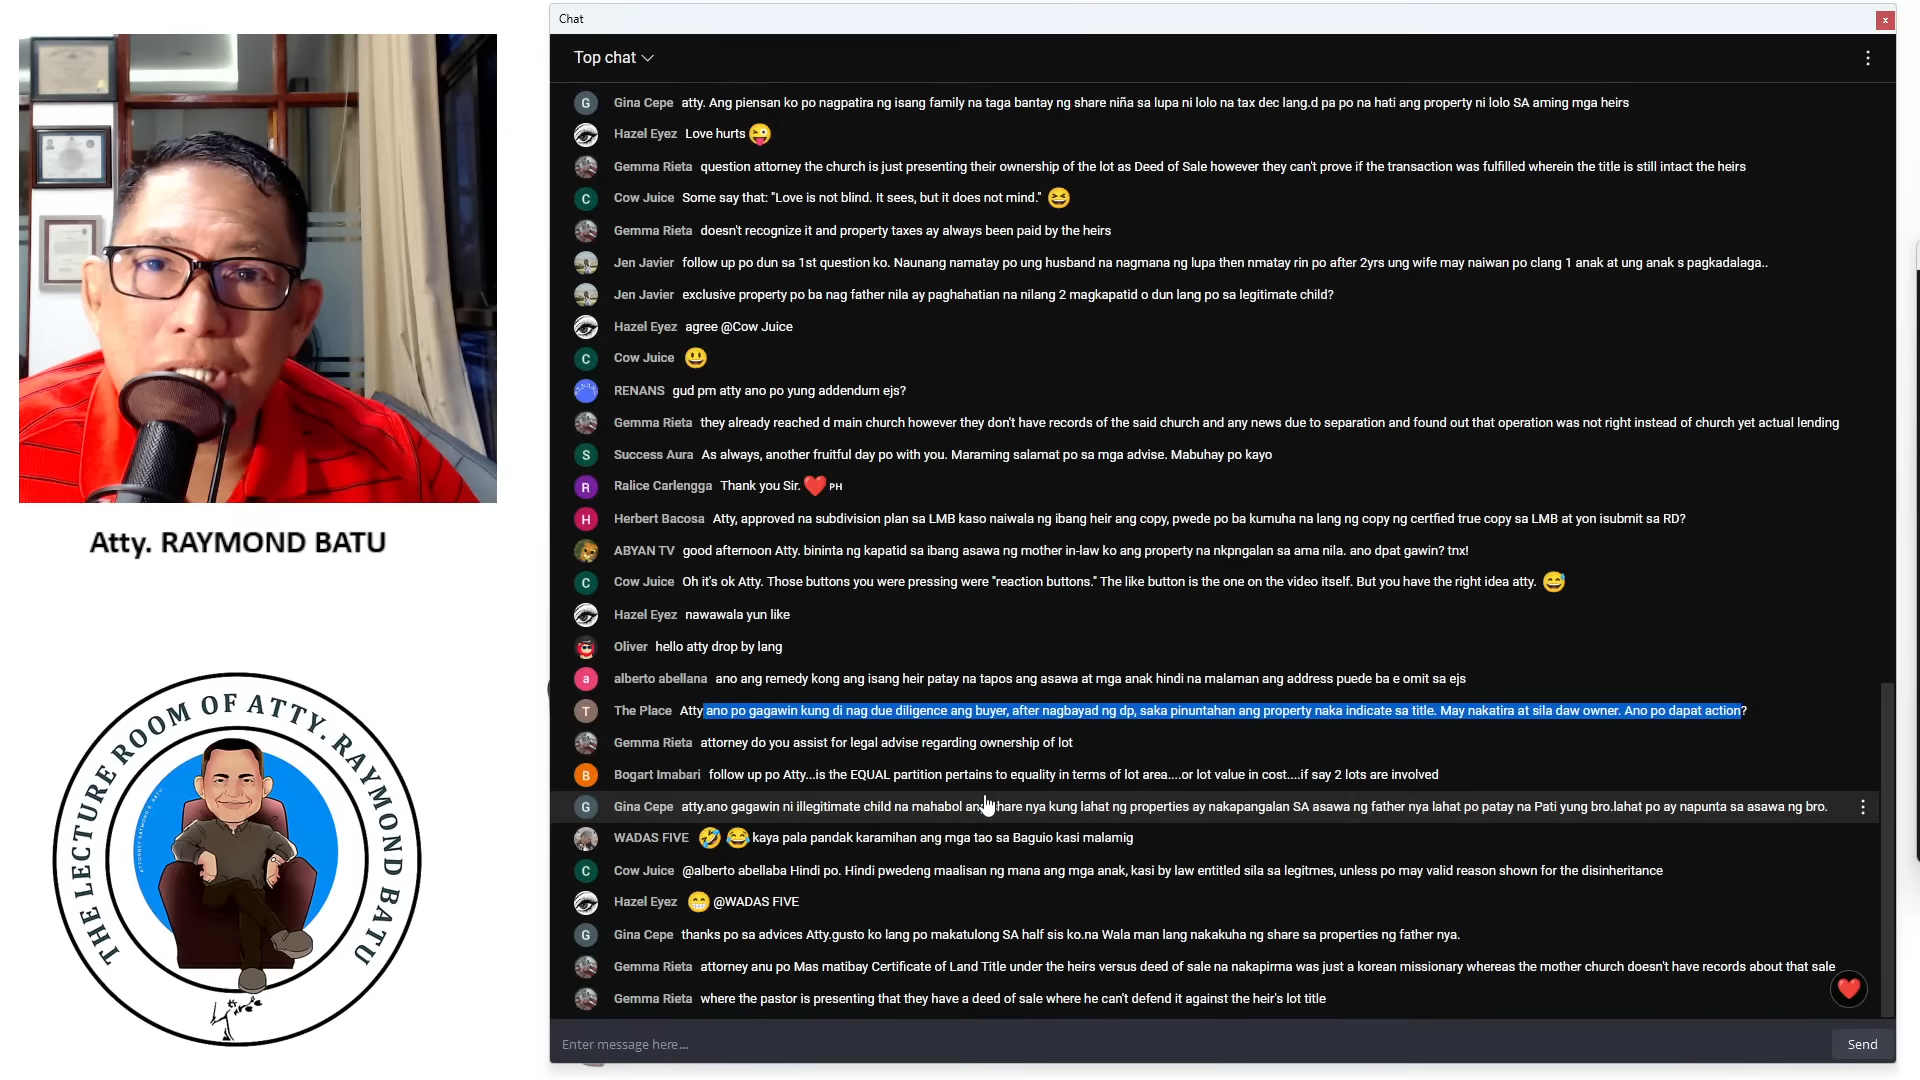 Chat
Top chat
Gina Cepe atty. Ang piensan ko po nagpatira ng isang family na taga bantay ng share niña sa lupa ni lolo na tax dec lang.d pa po na hati ang property ni lolo SA aming mga heirs
Hazel Eyez Love hurts 😜
Gemma Rieta question attorney the church is just presenting their ownership of the lot as Deed of Sale however they can't prove if the transaction was fulfilled wherein the title is still intact the heirs
C Cow Juice Some say that: "Love is not blind. It sees, but it does not mind." 😆
Gemma Rieta doesn't recognize it and property taxes ay always been paid by the heirs
Jen Javier follow up po dun sa 1st question ko. Naunang namatay po ung husband na nagmana ng lupa then nmatay rin po after 2yrs ung wife may naiwan po clang 1 anak at ung anak s pagkadalaga..
Jen Javier exclusive property po ba nag father nila ay paghahatian na nilang 2 magkapatid o dun lang po sa legitimate child?
Hazel Eyez agree @Cow Juice
C Cow Juice 😃
RENANS gud pm atty ano po yung addendum ejs?
Gemma Rieta they already reached d main church however they don't have records of the said church and any news due to separation and found out that operation was not right instead of church yet actual lending
S Success Aura As always, another fruitful day po with you. Maraming salamat po sa mga advise. Mabuhay po kayo
R Ralice Carlengga Thank you Sir. ❤️ PH
H Herbert Bacosa Atty, approved na subdivision plan sa LMB kaso naiwala ng ibang heir ang copy, pwede po ba kumuha na lang ng copy ng certfied true copy sa LMB at yon isubmit sa RD?
ABYAN TV good afternoon Atty. bininta ng kapatid sa ibang asawa ng mother in-law ko ang property na nkpngalan sa ama nila. ano dpat gawin? tnx!
C Cow Juice Oh it's ok Atty. Those buttons you were pressing were "reaction buttons." The like button is the one on the video itself. But you have the right idea atty. 😅
Hazel Eyez nawawala yun like
Oliver hello atty drop by lang
a alberto abellana ano ang remedy kong ang isang heir patay na tapos ang asawa at mga anak hindi na malaman ang address puede ba e omit sa ejs
T The Place Atty ano po gagawin kung di nag due diligence ang buyer, after nagbayad ng dp, saka pinuntahan ang property naka indicate sa title. May nakatira at sila daw owner. Ano po dapat action?
Gemma Rieta attorney do you assist for legal advise regarding ownership of lot
B Bogart Imabari follow up po Atty...is the EQUAL partition pertains to equality in terms of lot area....or lot value in cost....if say 2 lots are involved
G Gina Cepe atty.ano gagawin ni illegitimate child na mahabol ang share nya kung lahat ng properties ay nakapangalan SA asawa ng father nya lahat po patay na Pati yung bro.lahat po ay napunta sa asawa ng bro.
WADAS FIVE 🤣 😂 kaya pala pandak karamihan ang mga tao sa Baguio kasi malamig
C Cow Juice @alberto abellaba Hindi po. Hindi pwedeng maalisan ng mana ang mga anak, kasi by law entitled sila sa legitmes, unless po may valid reason shown for the disinheritance
Hazel Eyez 😁 @WADAS FIVE
G Gina Cepe thanks po sa advices Atty.gusto ko lang po makatulong SA half sis ko.na Wala man lang nakakuha ng share sa properties ng father nya.
Gemma Rieta attorney anu po Mas matibay Certificate of Land Title under the heirs versus deed of sale na nakapirma was just a korean missionary whereas the mother church doesn't have records about that sale
Gemma Rieta where the pastor is presenting that they have a deed of sale where he can't defend it against the heir's lot title
Enter message here...
Send
Atty. RAYMOND BATU
THE LECTURE ROOM OF ATTY. RAYMOND BATU